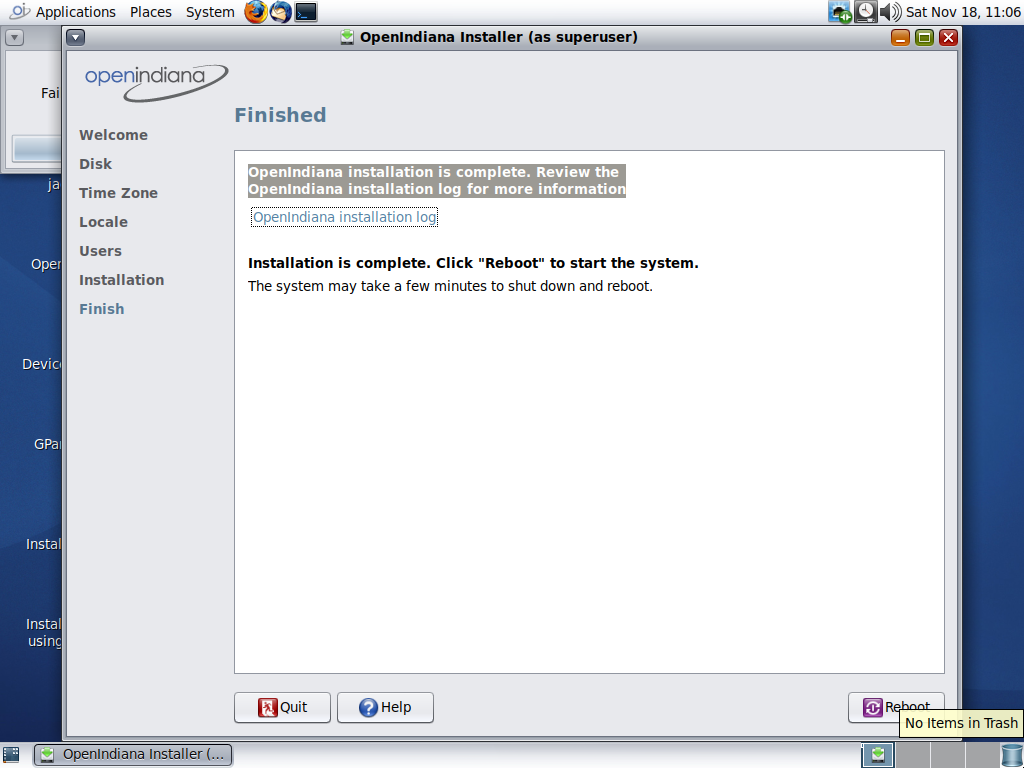 Applications Places System Sat Nov 18, 11:06
OpenIndiana Installer (as superuser)
openindiana
Fai
Finished
Welcome
Disk
Time Zone
Locale
Users
Installation
Finish
OpenIndiana installation is complete. Review the
OpenIndiana installation log for more information
OpenIndiana installation log
Installation is complete. Click "Reboot" to start the system.
The system may take a few minutes to shut down and reboot.
ja
Open
Device
GPa
Instal
Instal
using
Quit Help Reboot
No Items in Trash
OpenIndiana Installer (...